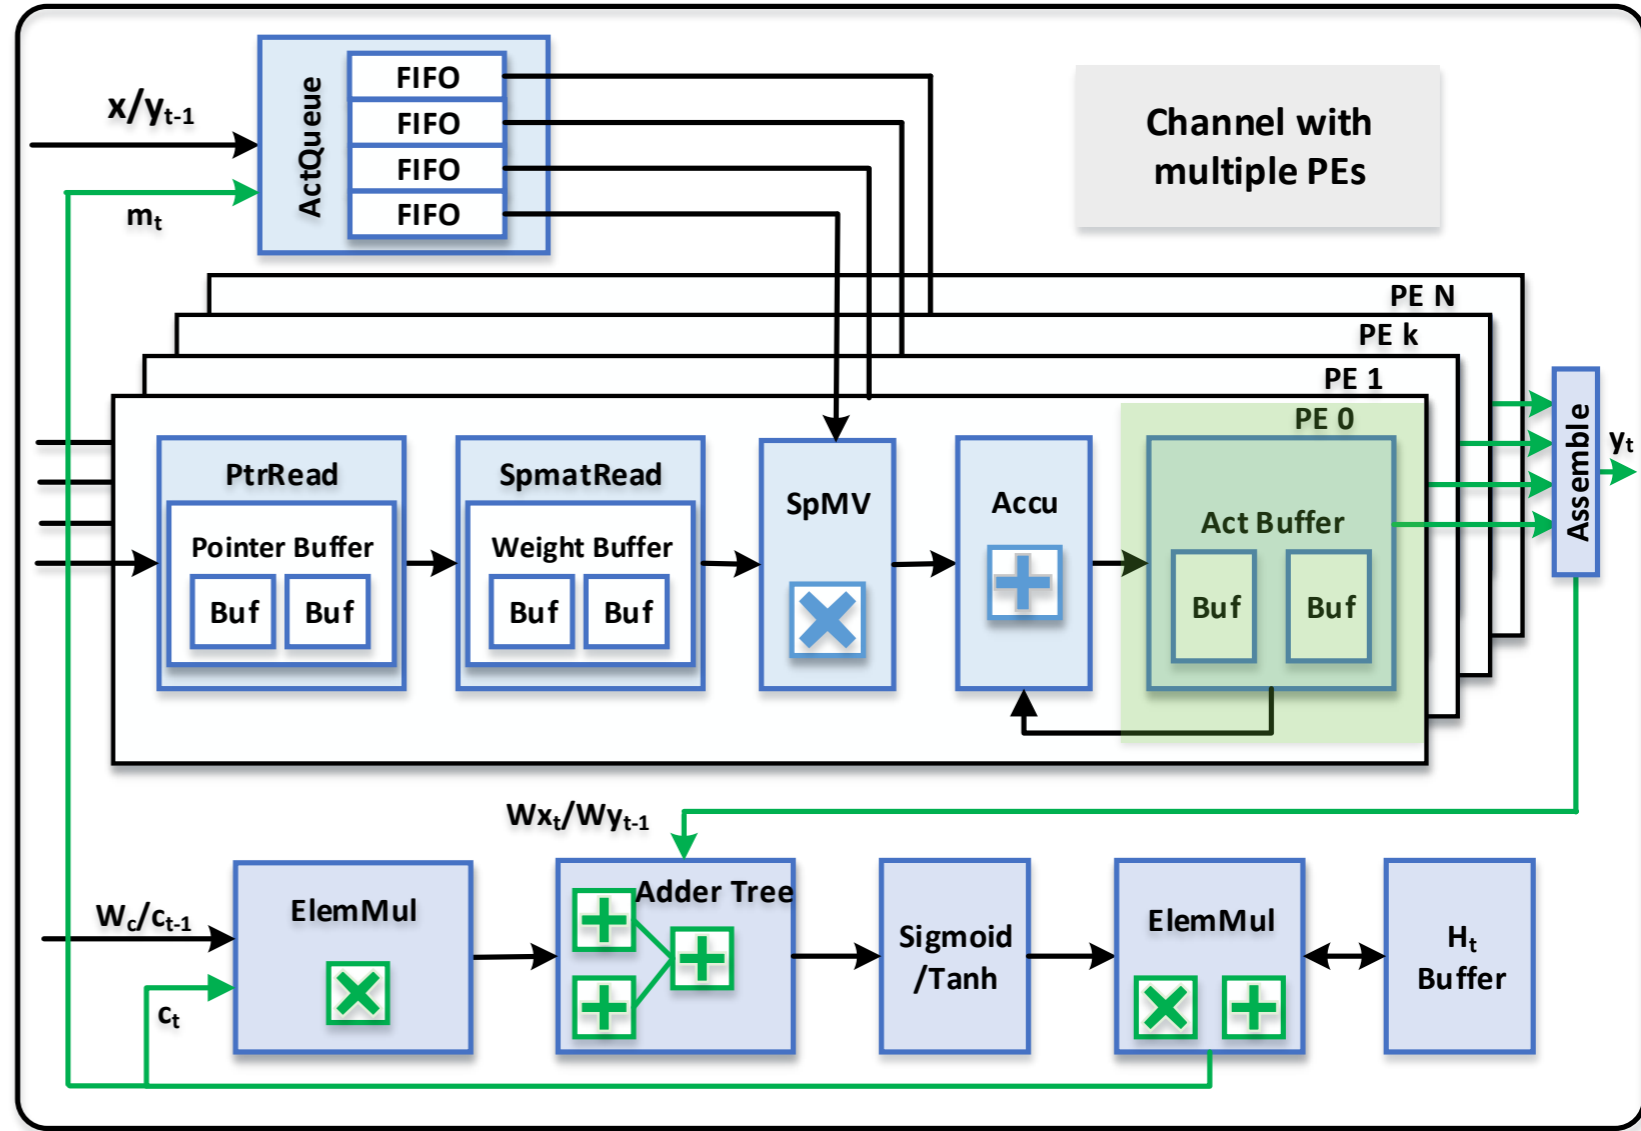 x/yt-1
mt
ActQueue
FIFO
FIFO
FIFO
FIFO
Channel with
multiple PEs
PE N
PE k
PE 1
PE 0
PtrRead
Pointer Buffer
Buf
Buf
SpmatRead
Weight Buffer
Buf
Buf
SpMV
Accu
Act Buffer
Buf
Buf
Assemble
yt
Wxt/Wyt-1
Wc/ct-1
ct
ElemMul
Adder Tree
Sigmoid
/Tanh
ElemMul
Ht
Buffer